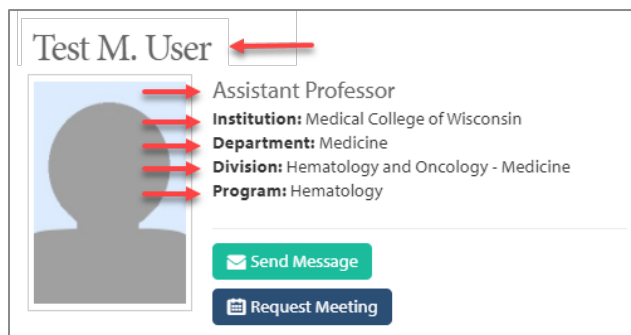 Test M. User
Assistant Professor
Institution: Medical College of Wisconsin
Department: Medicine
Division: Hematology and Oncology - Medicine
Program: Hematology
Send Message
Request Meeting